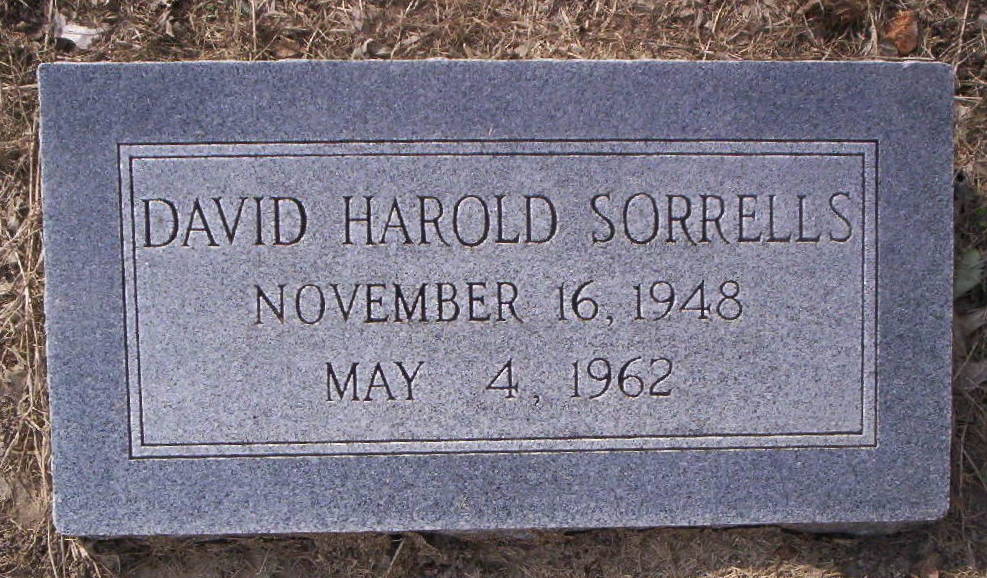 DAVID HAROLD SORRELLS
NOVEMBER 16, 1948
MAY 4, 1962